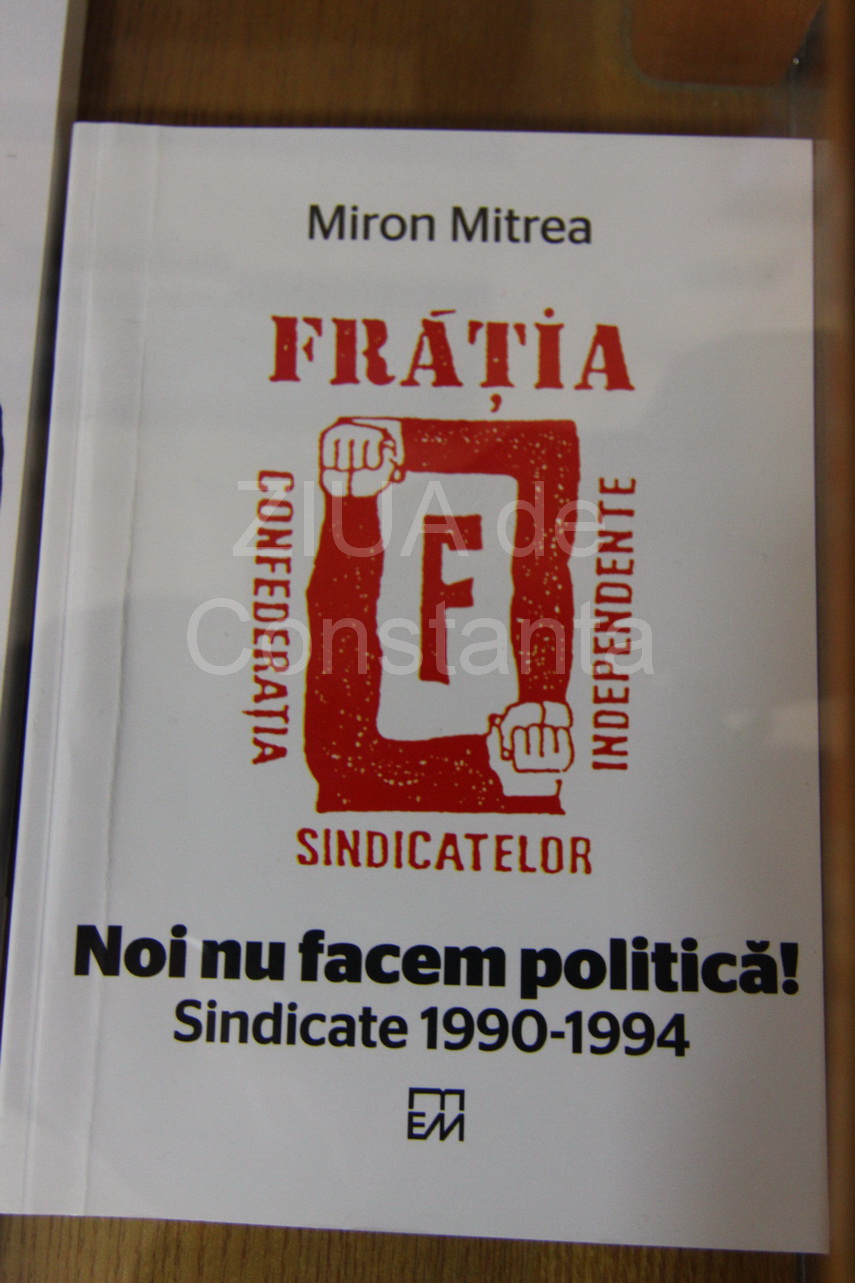 Miron Mitrea
FRĂȚIA
CONFEDERAȚIA
F
INDEPENDENTE
SINDICATELOR
Noi nu facem politică!
Sindicate 1990-1994
EM
ZIUA de
Constanta